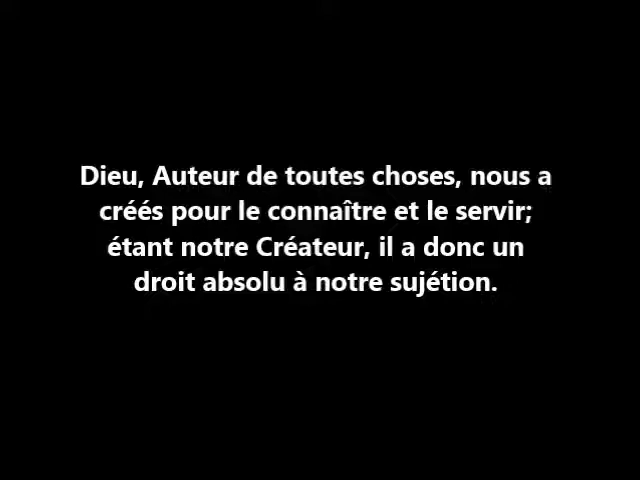 Dieu, Auteur de toutes choses, nous a
créés pour le connaître et le servir;
étant notre Créateur, il a donc un
droit absolu à notre sujétion.